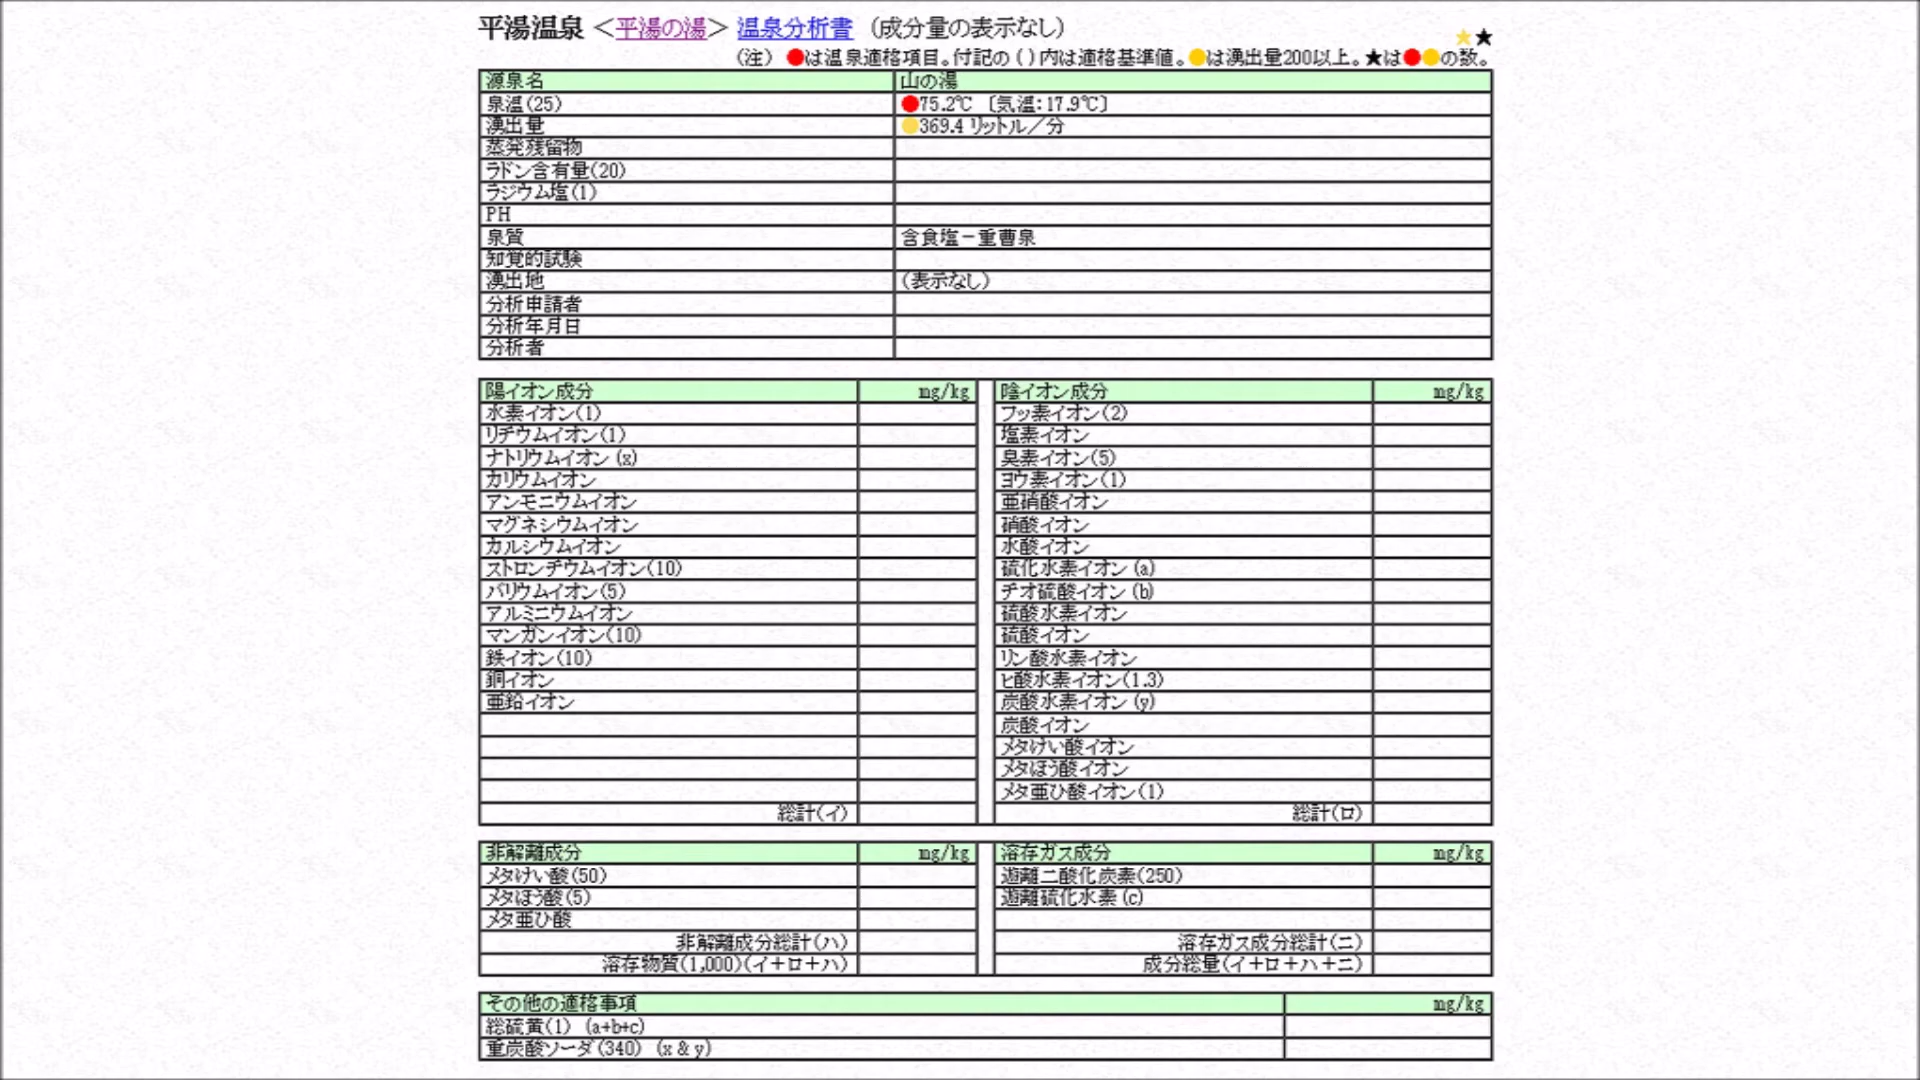 平湯温泉 <平湯の湯> 温泉分析書 (成分量の表示なし)
★★
(注) ●は温泉適格項目。付記の ( ) 内は適格基準値。●は湧出量200以上。★は●●の数。
源泉名 山の湯
泉温(25) ●75.2℃ 〔気温:17.9℃〕
湧出量 ●369.4 リットル/分
蒸発残留物
ラドン含有量(20)
ラジウム塩(1)
PH
泉質 含食塩-重曹泉
知覚的試験
湧出地 (表示なし)
分析申請者
分析年月日
分析者
陽イオン成分 mg/kg 陰イオン成分 mg/kg
水素イオン(1) フッ素イオン(2)
リチウムイオン(1) 塩素イオン
ナトリウムイオン (x) 臭素イオン(5)
カリウムイオン ヨウ素イオン(1)
アンモニウムイオン 亜硝酸イオン
マグネシウムイオン 硝酸イオン
カルシウムイオン 水酸イオン
ストロンチウムイオン(10) 硫化水素イオン (a)
バリウムイオン(5) チオ硫酸イオン (b)
アルミニウムイオン 硫酸水素イオン
マンガンイオン(10) 硫酸イオン
鉄イオン(10) リン酸水素イオン
銅イオン ヒ酸水素イオン(1.3)
亜鉛イオン 炭酸水素イオン (y)
炭酸イオン
メタけい酸イオン
メタほう酸イオン
メタ亜ひ酸イオン(1)
総計(イ) 総計(ロ)
非解離成分 mg/kg 溶存ガス成分 mg/kg
メタけい酸(50) 遊離二酸化炭素(250)
メタほう酸(5) 遊離硫化水素 (c)
メタ亜ひ酸
非解離成分総計(ハ) 溶存ガス成分総計(ニ)
溶存物質(1,000)(イ+ロ+ハ) 成分総量(イ+ロ+ハ+ニ)
その他の適格事項 mg/kg
総硫黄(1) (a+b+c)
重炭酸ソーダ(340) (x & y)